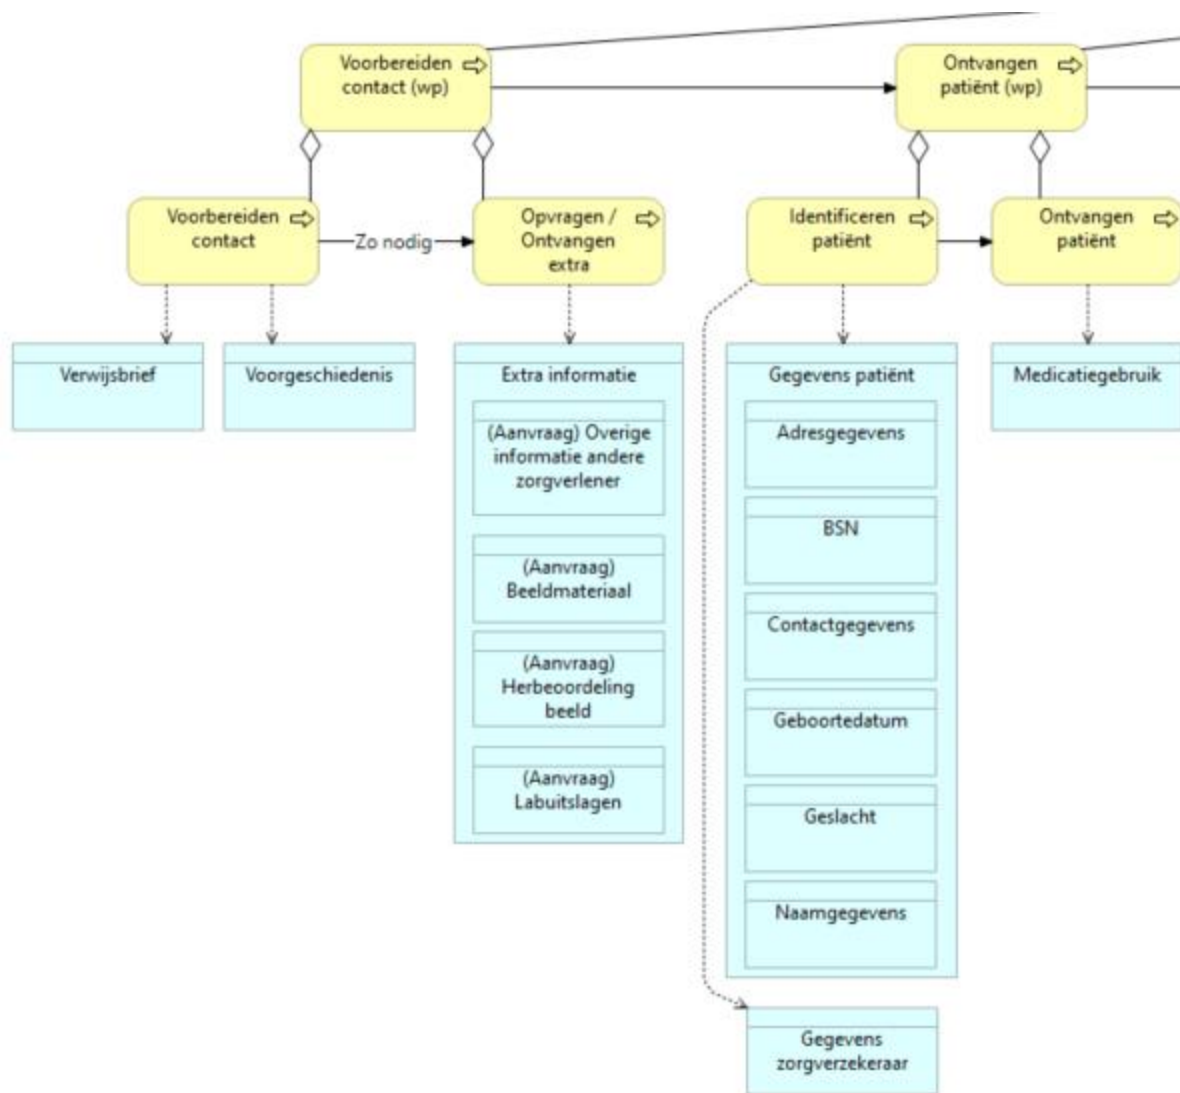 Voorbereiden
contact (wp)
Ontvangen
patiënt (wp)
Voorbereiden
contact
Zo nodig
Opvragen /
Ontvangen
extra
Identificeren
patiënt
Ontvangen
patiënt
Verwijsbrief
Voorgeschiedenis
Extra informatie
(Aanvraag) Overige
informatie andere
zorgverlener
(Aanvraag)
Beeldmateriaal
(Aanvraag)
Herbeoordeling
beeld
(Aanvraag)
Labuitslagen
Gegevens patiënt
Adresgegevens
BSN
Contactgegevens
Geboortedatum
Geslacht
Naamgegevens
Medicatiegebruik
Gegevens
zorgverzekeraar